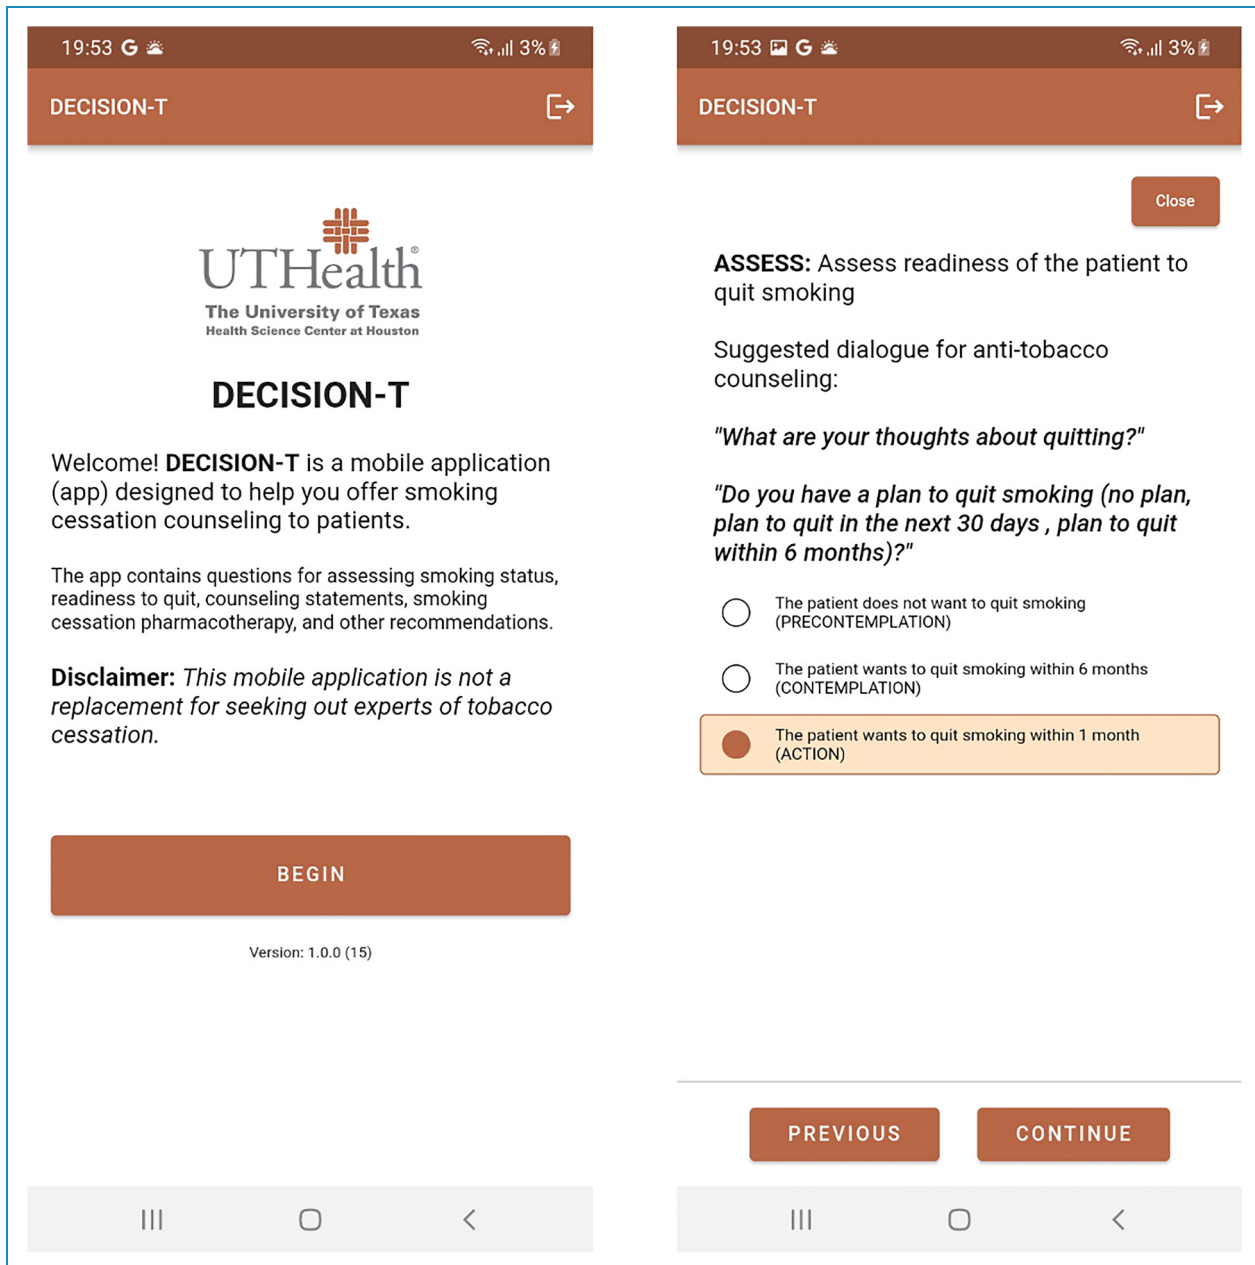 19:53 G 3%
DECISION-T
UTHealth®
The University of Texas
Health Science Center at Houston
DECISION-T
Welcome! DECISION-T is a mobile application
(app) designed to help you offer smoking
cessation counseling to patients.
The app contains questions for assessing smoking status,
readiness to quit, counseling statements, smoking
cessation pharmacotherapy, and other recommendations.
Disclaimer: This mobile application is not a
replacement for seeking out experts of tobacco
cessation.
BEGIN
Version: 1.0.0 (15)
19:53 G 3%
DECISION-T
Close
ASSESS: Assess readiness of the patient to
quit smoking
Suggested dialogue for anti-tobacco
counseling:
"What are your thoughts about quitting?"
"Do you have a plan to quit smoking (no plan,
plan to quit in the next 30 days , plan to quit
within 6 months)?"
The patient does not want to quit smoking
(PRECONTEMPLATION)
The patient wants to quit smoking within 6 months
(CONTEMPLATION)
The patient wants to quit smoking within 1 month
(ACTION)
PREVIOUS CONTINUE